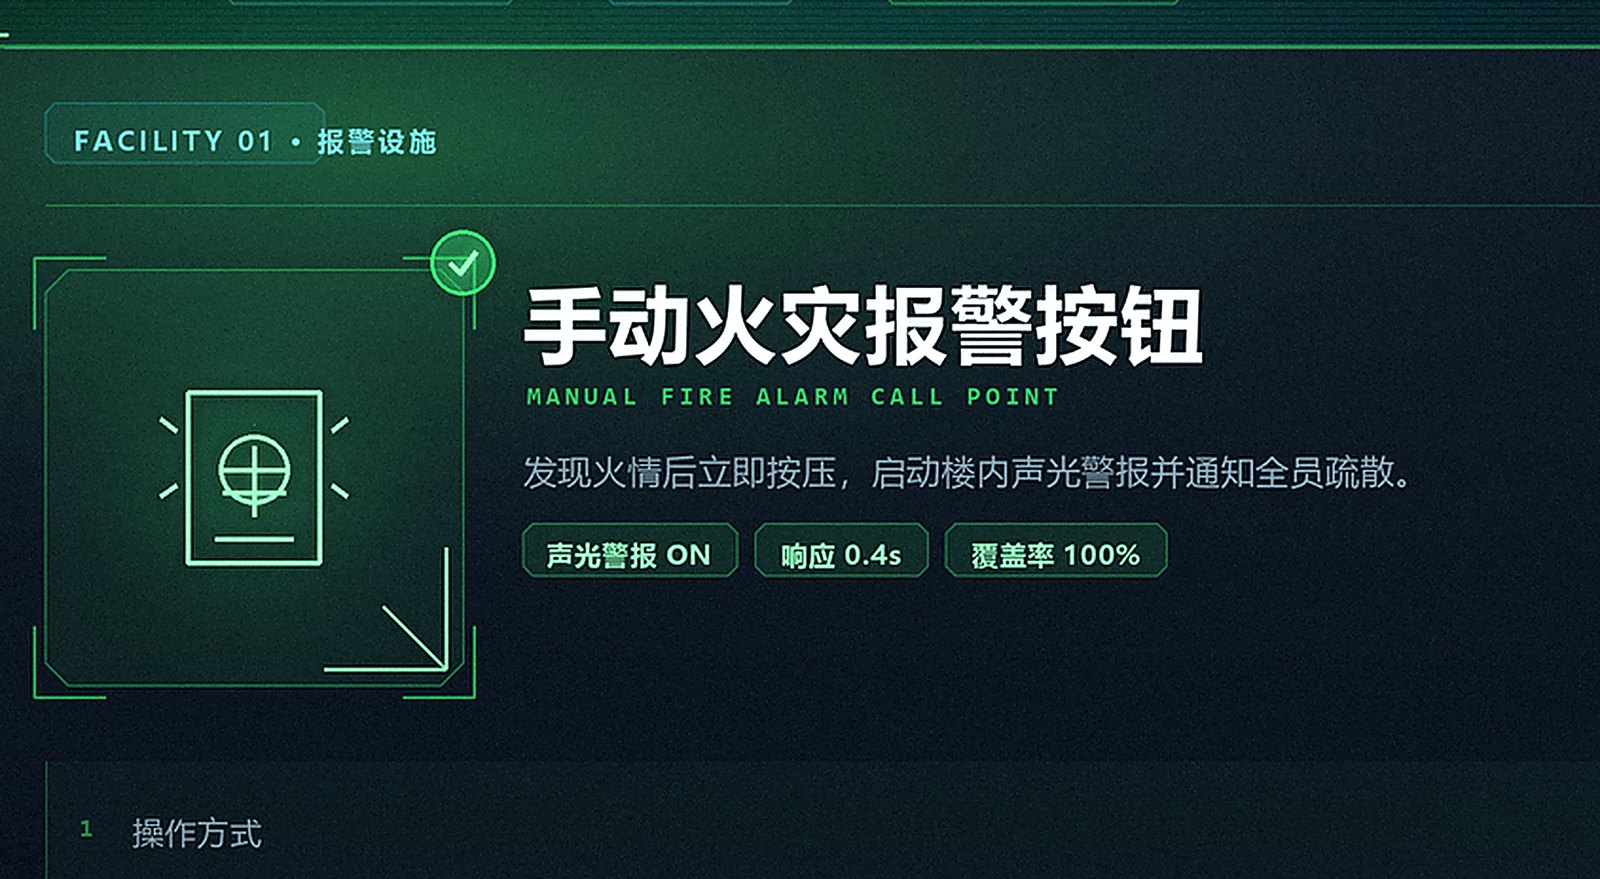 FACILITY 01 • 报警设施
手动火灾报警按钮
MANUAL FIRE ALARM CALL POINT
发现火情后立即按压，启动楼内声光警报并通知全员疏散。
声光警报 ON
响应 0.4s
覆盖率 100%
1 操作方式